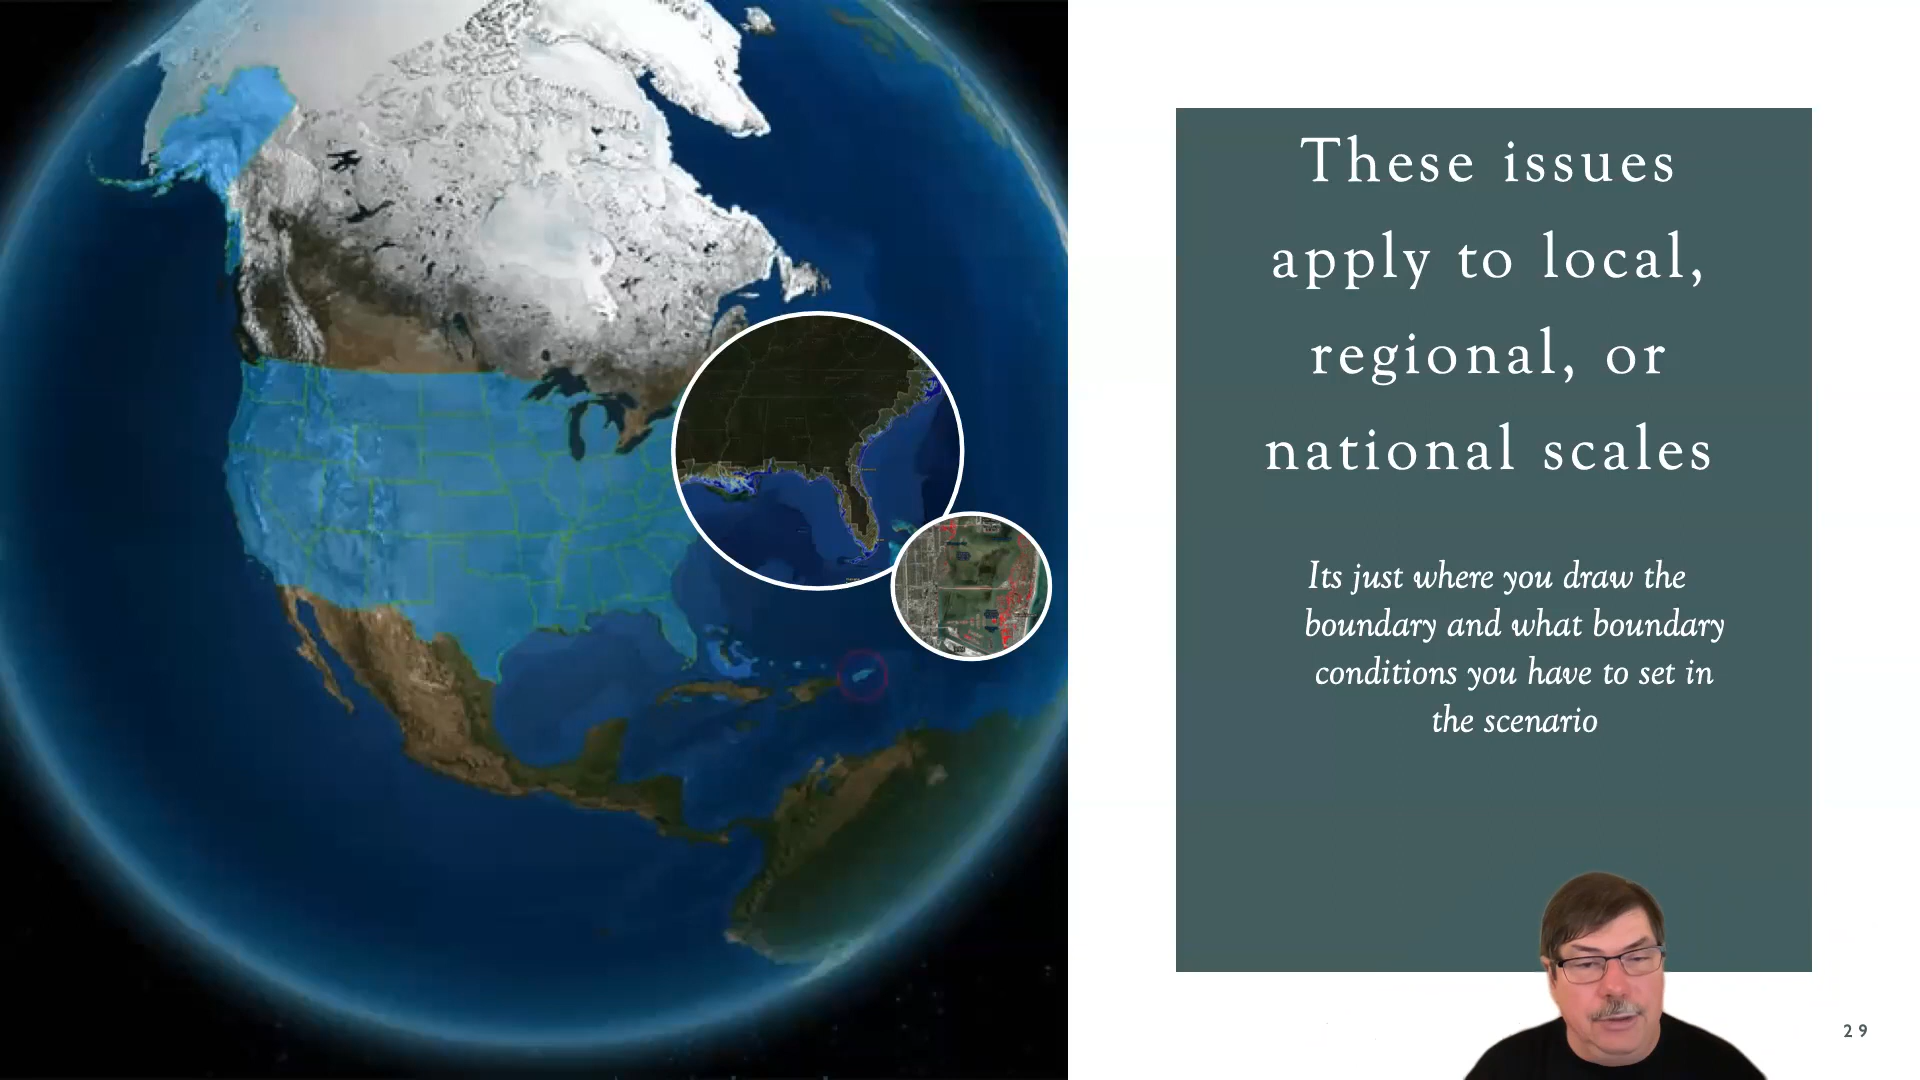 These issues
apply to local,
regional, or
national scales
Its just where you draw the
boundary and what boundary
conditions you have to set in
the scenario
29